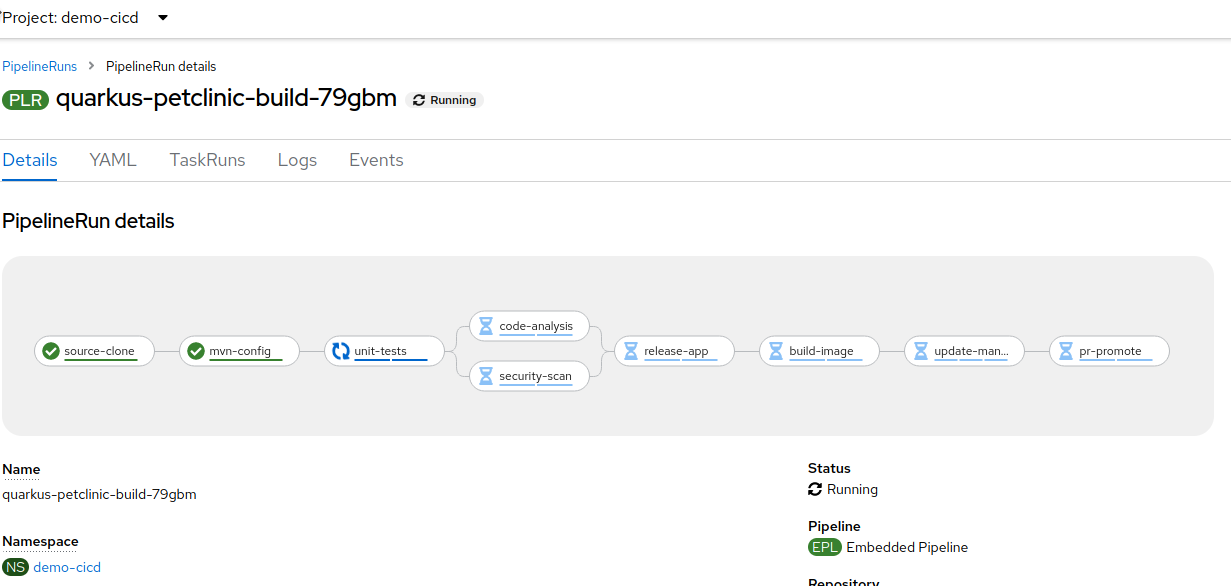 Project: demo-cicd
PipelineRuns > PipelineRun details
PLR quarkus-petclinic-build-79gbm Running
Details YAML TaskRuns Logs Events
PipelineRun details
code-analysis
source-clone mvn-config unit-tests release-app build-image update-man... pr-promote
security-scan
Name
quarkus-petclinic-build-79gbm
Namespace
NS demo-cicd
Status
Running
Pipeline
EPL Embedded Pipeline
Repository